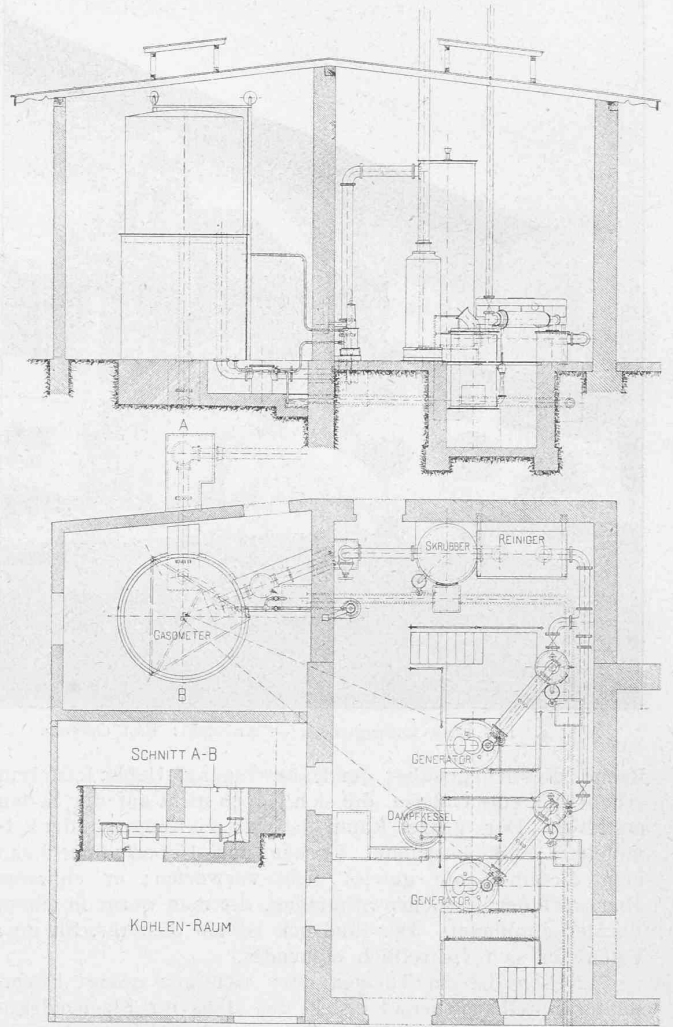 A
SKRUBBER
REINIGER
GASOMETER
B
GENERATOR
SCHNITT A-B
DAMPFKESSEL
GENERATOR
KOHLEN-RAUM